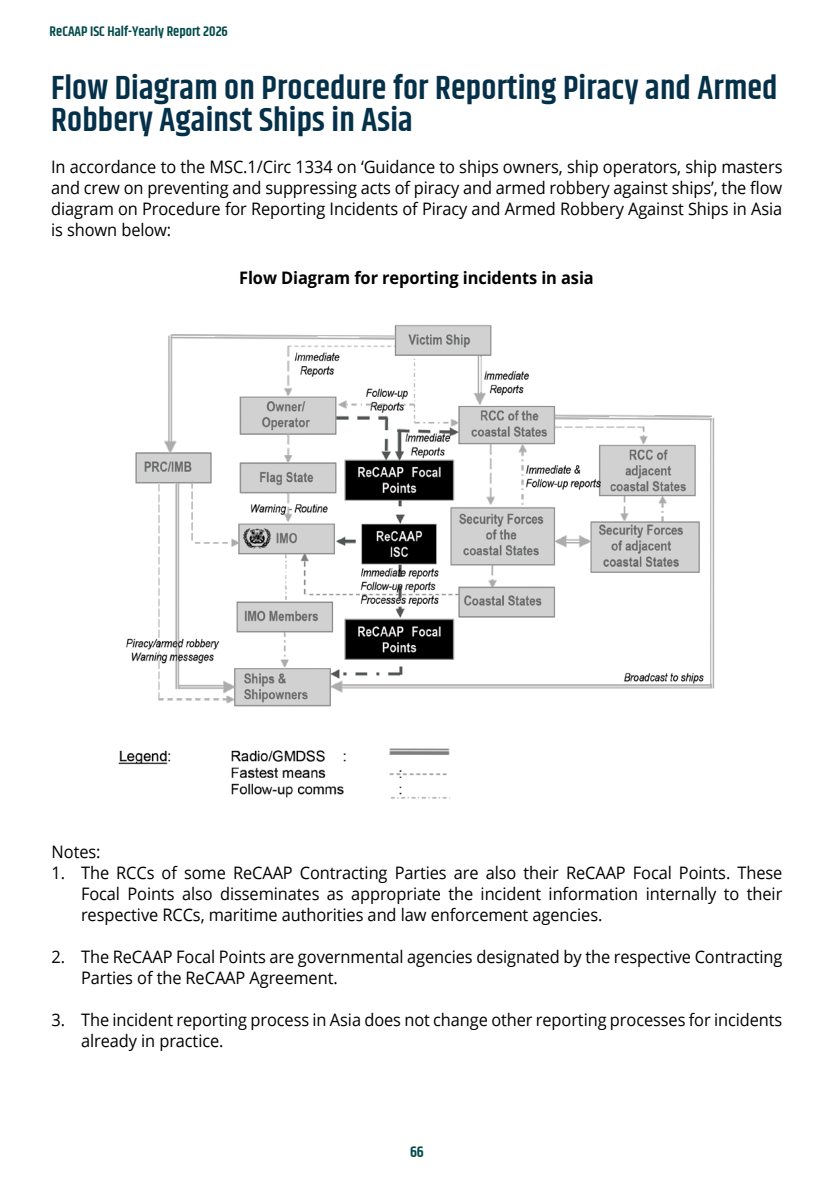 ReCAAP ISC Half-Yearly Report 2026
Flow Diagram on Procedure for Reporting Piracy and Armed
Robbery Against Ships in Asia
In accordance to the MSC.1/Circ 1334 on ‘Guidance to ships owners, ship operators, ship masters
and crew on preventing and suppressing acts of piracy and armed robbery against ships’, the flow
diagram on Procedure for Reporting Incidents of Piracy and Armed Robbery Against Ships in Asia
is shown below:
Flow Diagram for reporting incidents in asia
Victim Ship
Immediate
Reports
Immediate
Reports
Follow-up
Reports
Owner/
Operator
RCC of the
coastal States
Immediate
Reports
PRC/IMB
Flag State
ReCAAP Focal
Points
Immediate &
Follow-up reports
RCC of
adjacent
coastal States
Warning - Routine
IMO
ReCAAP
ISC
Security Forces
of the
coastal States
Security Forces
of adjacent
coastal States
Immediate reports
Follow-up reports
Processes reports
Coastal States
IMO Members
ReCAAP Focal
Points
Piracy/armed robbery
Warning messages
Ships &
Shipowners
Broadcast to ships
Legend:
Radio/GMDSS :
Fastest means :
Follow-up comms :
Notes:
1. The RCCs of some ReCAAP Contracting Parties are also their ReCAAP Focal Points. These
Focal Points also disseminates as appropriate the incident information internally to their
respective RCCs, maritime authorities and law enforcement agencies.
2. The ReCAAP Focal Points are governmental agencies designated by the respective Contracting
Parties of the ReCAAP Agreement.
3. The incident reporting process in Asia does not change other reporting processes for incidents
already in practice.
66